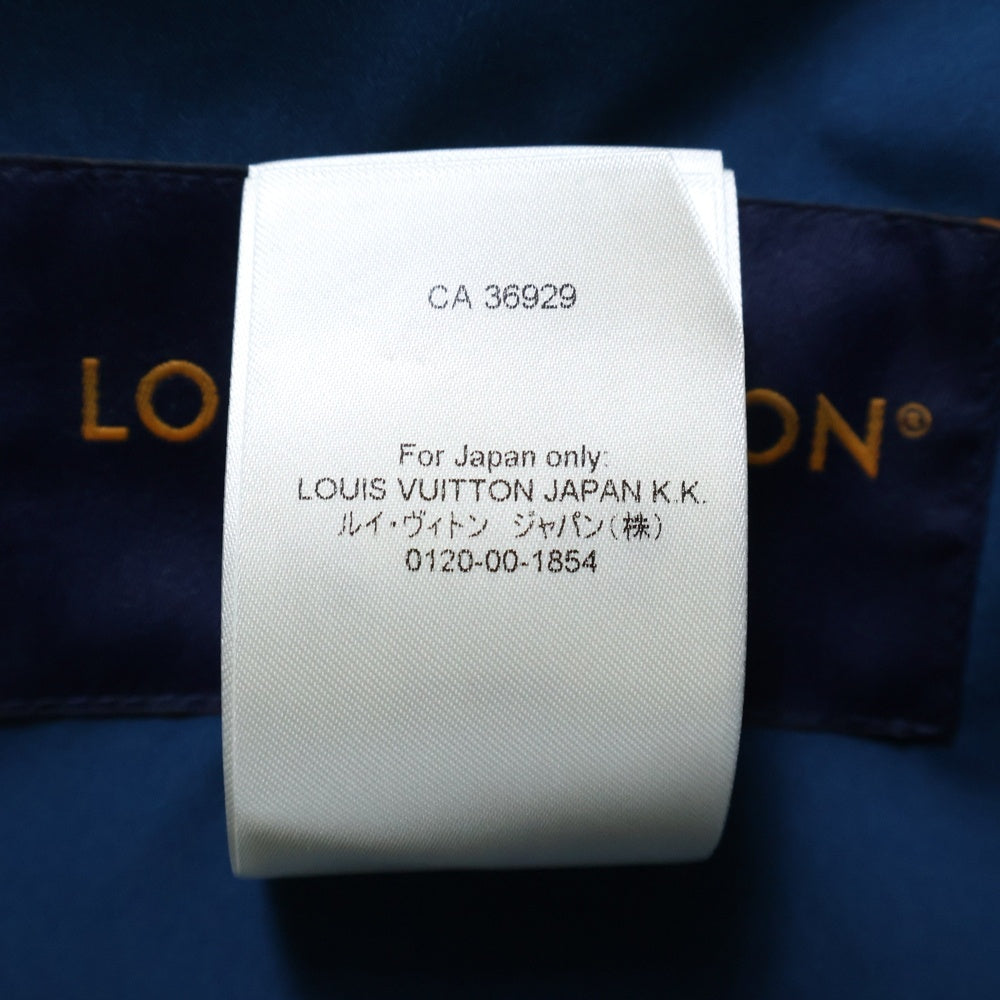 CA 36929
LO ON®
For Japan only:
LOUIS VUITTON JAPAN K.K.
ルイ・ヴィトン ジャパン(株)
0120-00-1854